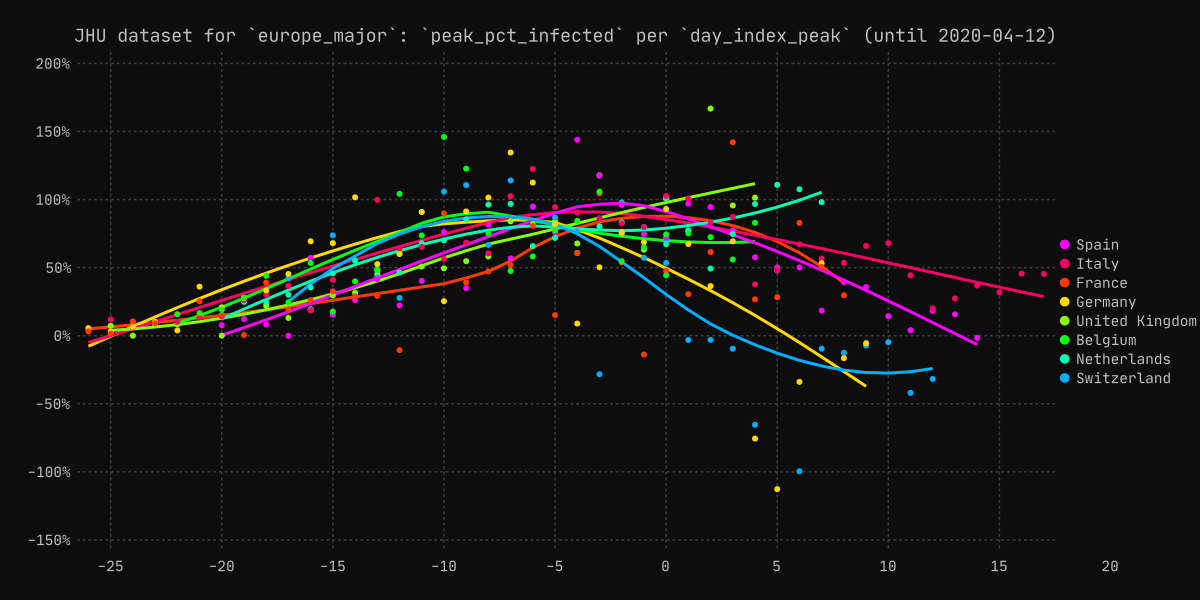 JHU dataset for `europe_major`: `peak_pct_infected` per `day_index_peak` (until 2020-04-12)
200%
150%
100%
50%
0%
-50%
-100%
-150%
-25 -20 -15 -10 -5 0 5 10 15 20
Spain
Italy
France
Germany
United Kingdom
Belgium
Netherlands
Switzerland